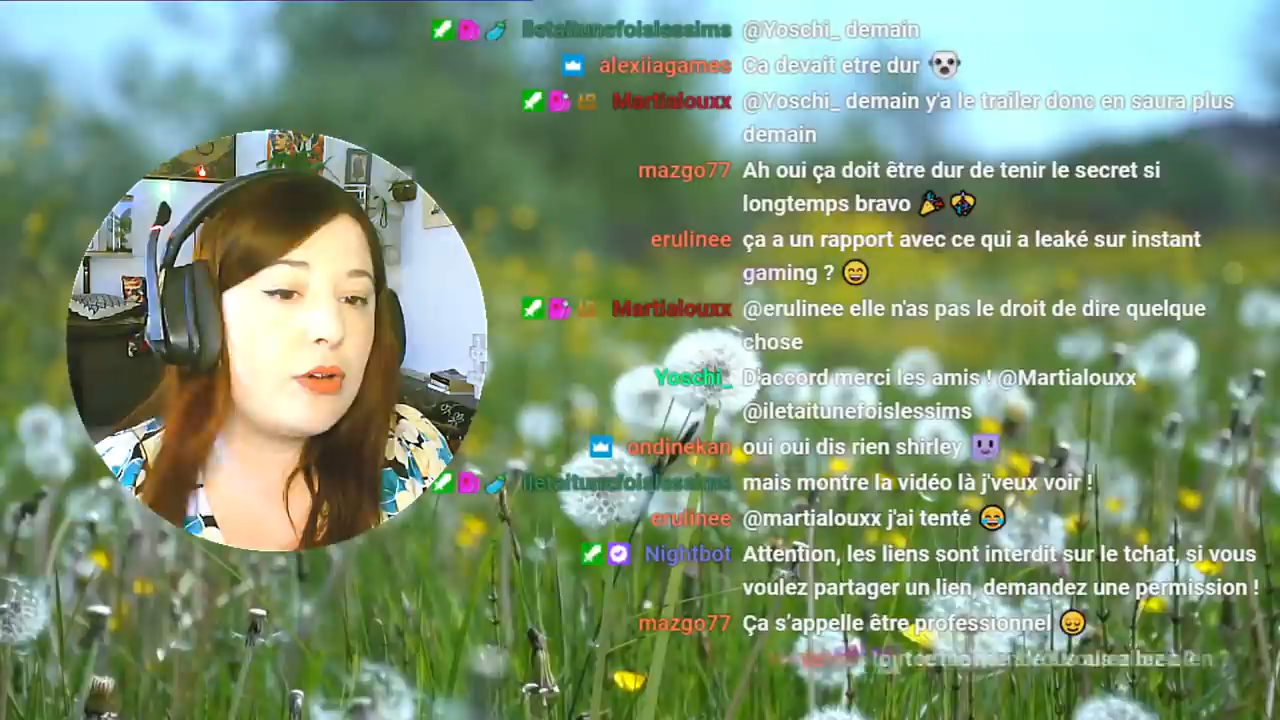 iletaitunefoislessims @Yoschi_ demain
alexiiagames Ca devait etre dur
Martialouxx @Yoschi_ demain y'a le trailer donc en saura plus
demain
mazgo77 Ah oui ça doit être dur de tenir le secret si
longtemps bravo
erulinee ça a un rapport avec ce qui a leaké sur instant
gaming ?
Martialouxx @erulinee elle n'as pas le droit de dire quelque
chose
Yoschi_ D'accord merci les amis ! @Martialouxx
@iletaitunefoislessims
ondinekan oui oui dis rien shirley
iletaitunefoislessims mais montre la vidéo là j'veux voir !
erulinee @martialouxx j'ai tenté
Nightbot Attention, les liens sont interdit sur le tchat, si vous
voulez partager un lien, demandez une permission !
mazgo77 Ça s'appelle être professionnel